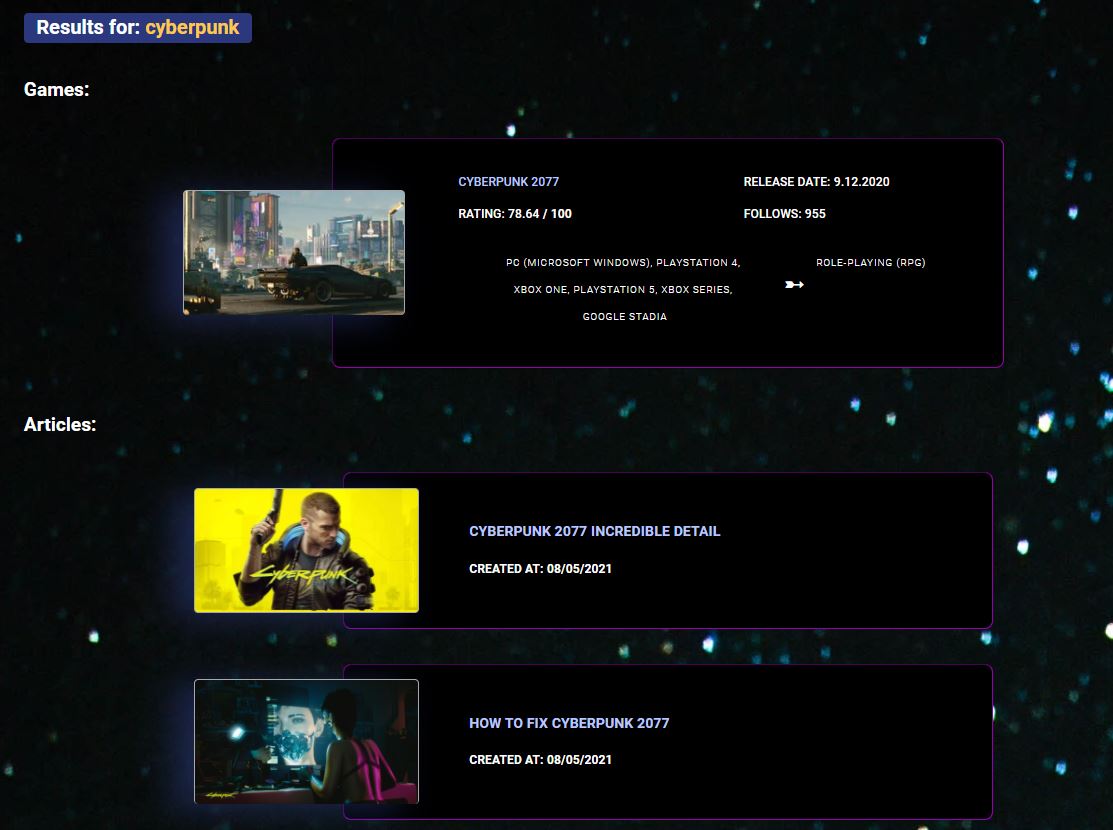 Results for: cyberpunk
Games:
CYBERPUNK 2077
RELEASE DATE: 9.12.2020
RATING: 78.64 / 100
FOLLOWS: 955
PC (MICROSOFT WINDOWS), PLAYSTATION 4,
XBOX ONE, PLAYSTATION 5, XBOX SERIES,
GOOGLE STADIA
ROLE-PLAYING (RPG)
Articles:
CYBERPUNK
CYBERPUNK 2077 INCREDIBLE DETAIL
CREATED AT: 08/05/2021
HOW TO FIX CYBERPUNK 2077
CREATED AT: 08/05/2021